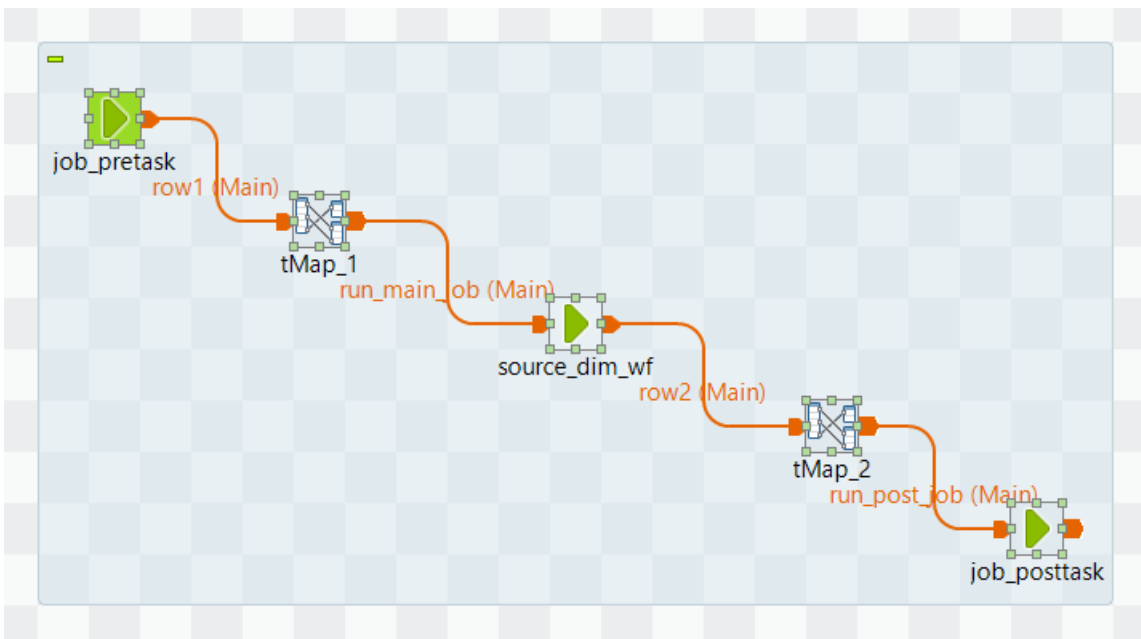 job_pretask
row1 (Main)
tMap_1
run_main_job (Main)
source_dim_wf
row2 (Main)
tMap_2
run_post_job (Main)
job_posttask